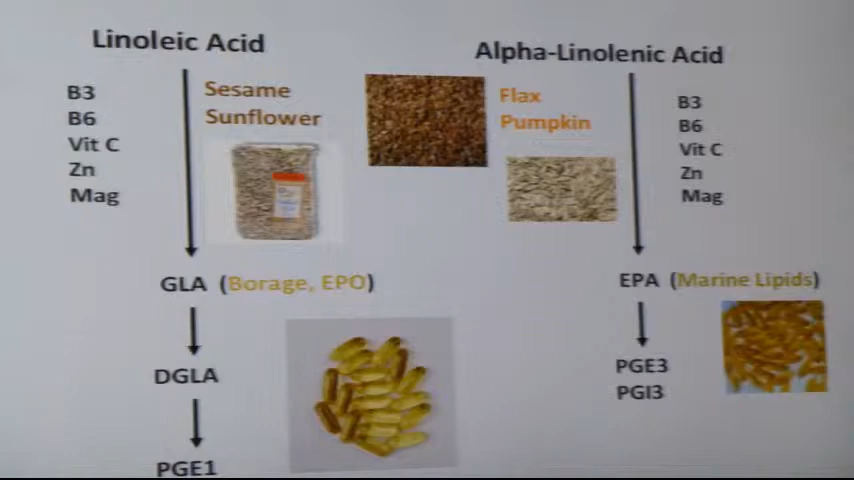 Linoleic Acid
B3
B6
Vit C
Zn
Mag
Sesame
Sunflower
GLA (Borage, EPO)
DGLA
PGE1
Alpha-Linolenic Acid
Flax
Pumpkin
B3
B6
Vit C
Zn
Mag
EPA (Marine Lipids)
PGE3
PGI3